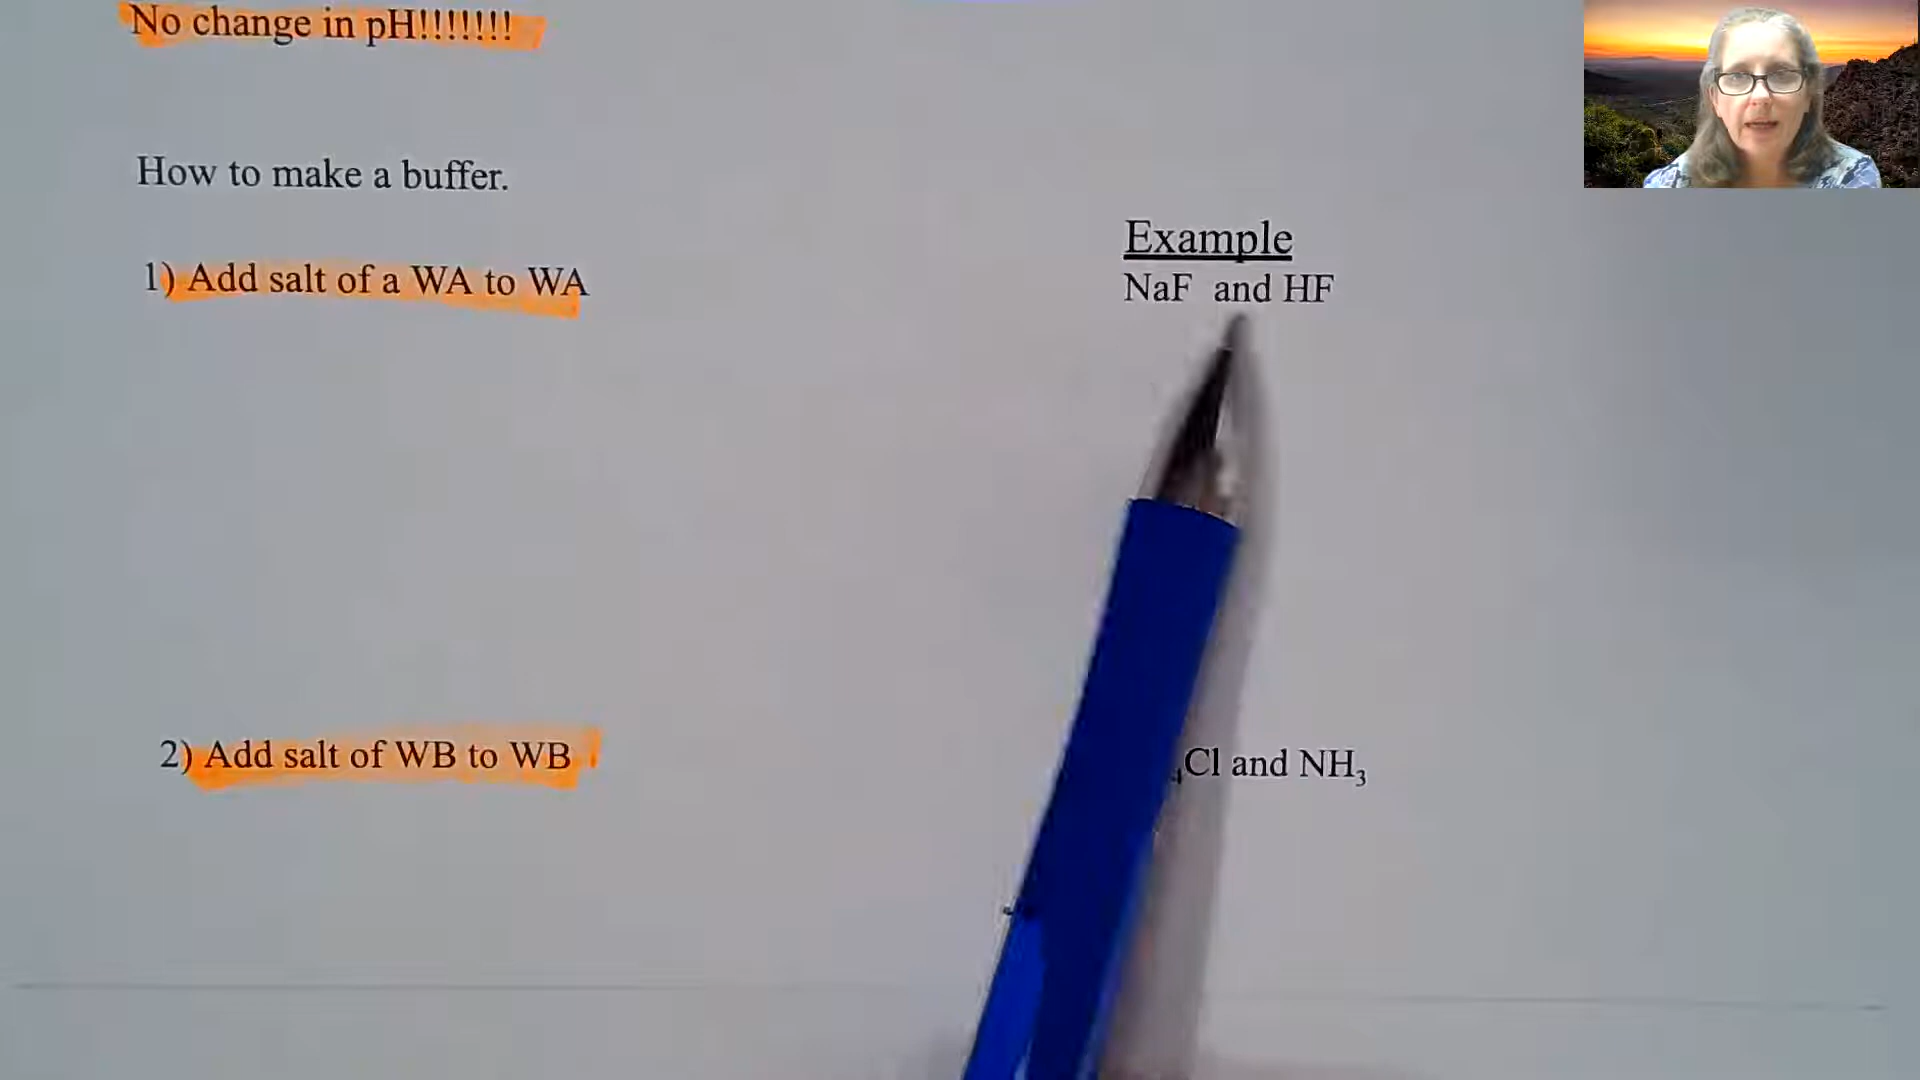 No change in pH!!!!!!!
How to make a buffer.
Example
1) Add salt of a WA to WA
NaF and HF
2) Add salt of WB to WB
₄Cl and NH₃